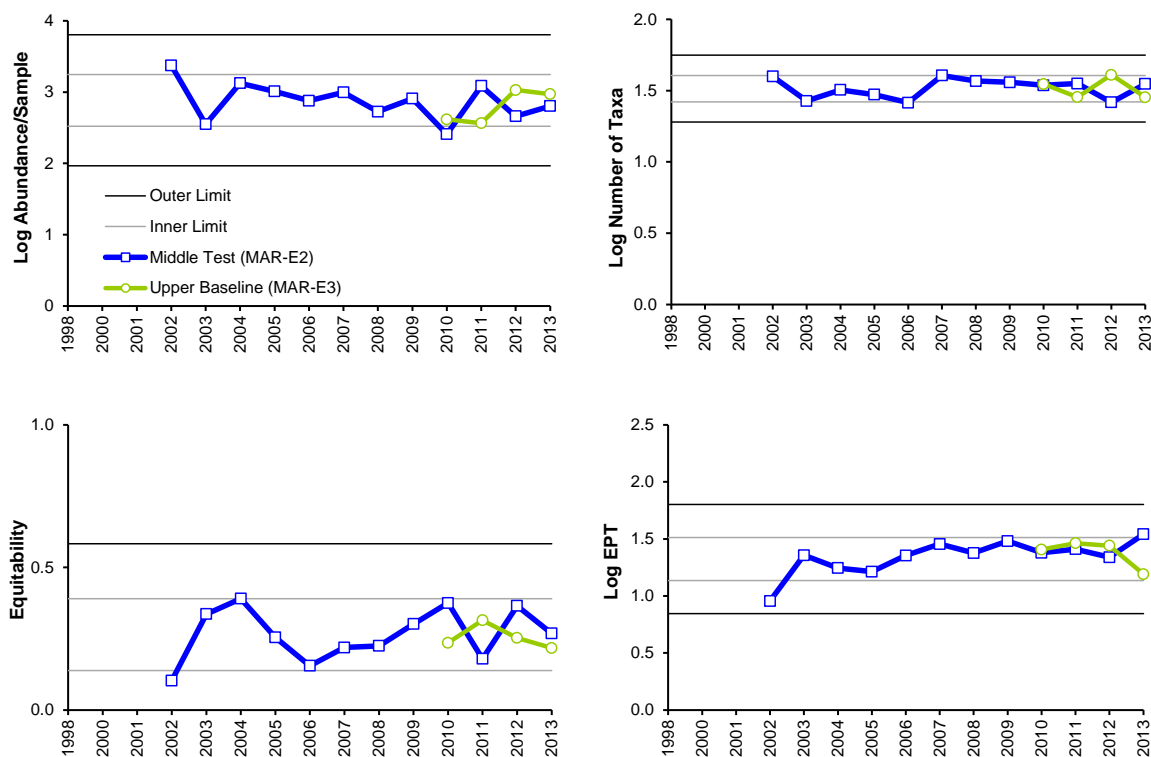 Log Abundance/Sample
4
3
2
1
0
Outer Limit
Inner Limit
Middle Test (MAR-E2)
Upper Baseline (MAR-E3)
1998 2000 2001 2002 2003 2004 2005 2006 2007 2008 2009 2010 2011 2012 2013
Log Number of Taxa
2.0
1.5
1.0
0.5
0.0
1998 2000 2001 2002 2003 2004 2005 2006 2007 2008 2009 2010 2011 2012 2013
Equitability
1.0
0.5
0.0
1998 2000 2001 2002 2003 2004 2005 2006 2007 2008 2009 2010 2011 2012 2013
Log EPT
2.5
2.0
1.5
1.0
0.5
0.0
1998 2000 2001 2002 2003 2004 2005 2006 2007 2008 2009 2010 2011 2012 2013